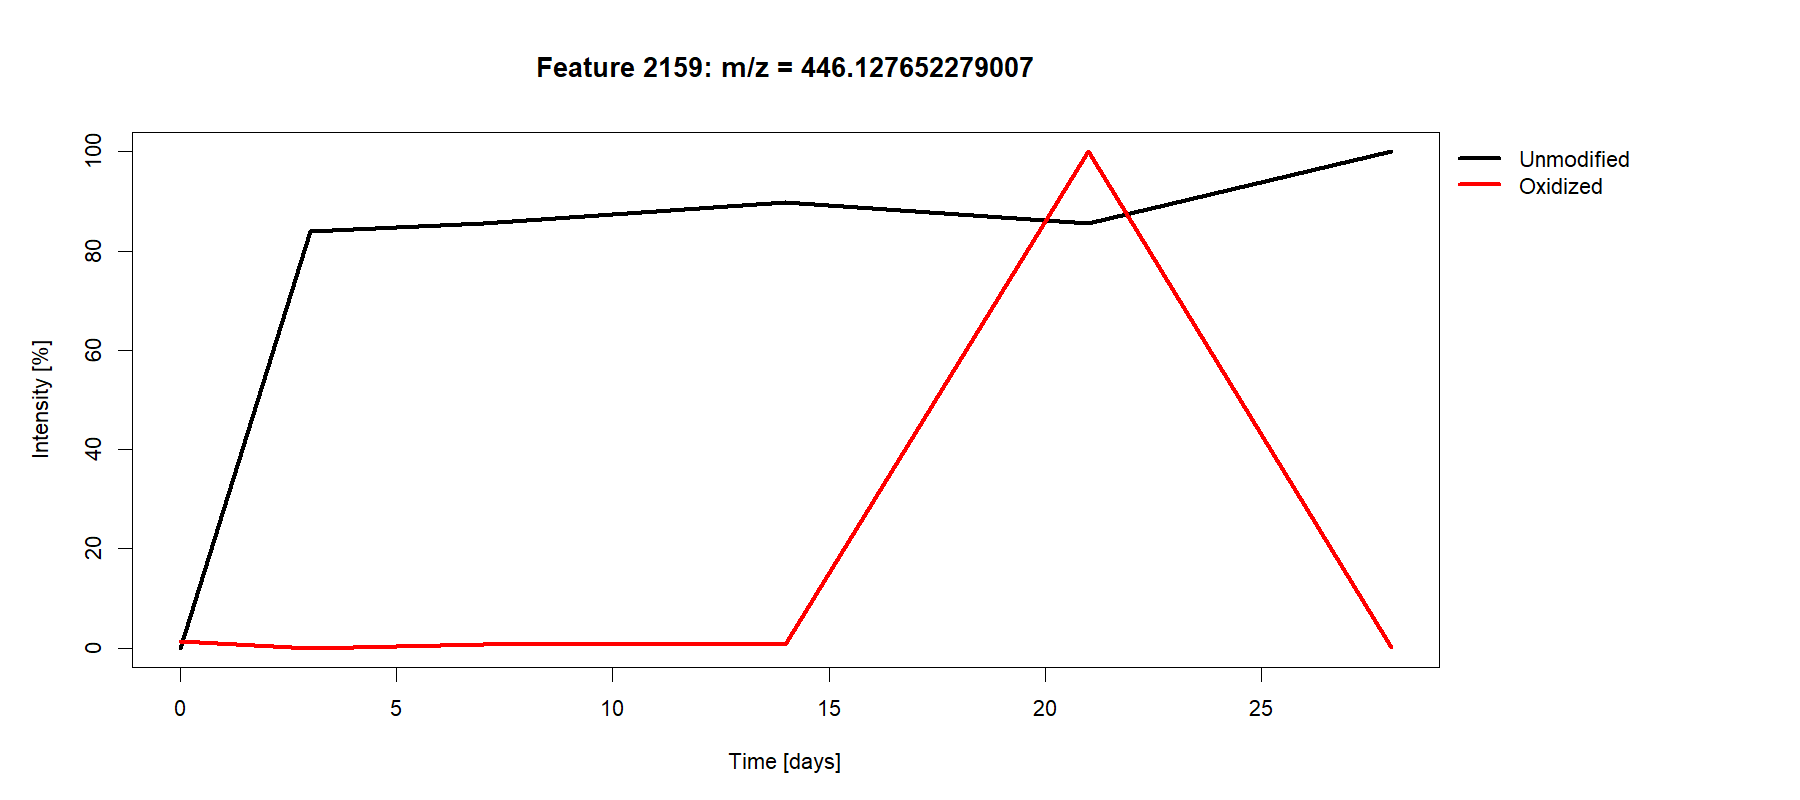 Feature 2159: m/z = 446.127652279007
Unmodified
Oxidized
Intensity [%]
100
80
60
40
20
0
0 5 10 15 20 25
Time [days]